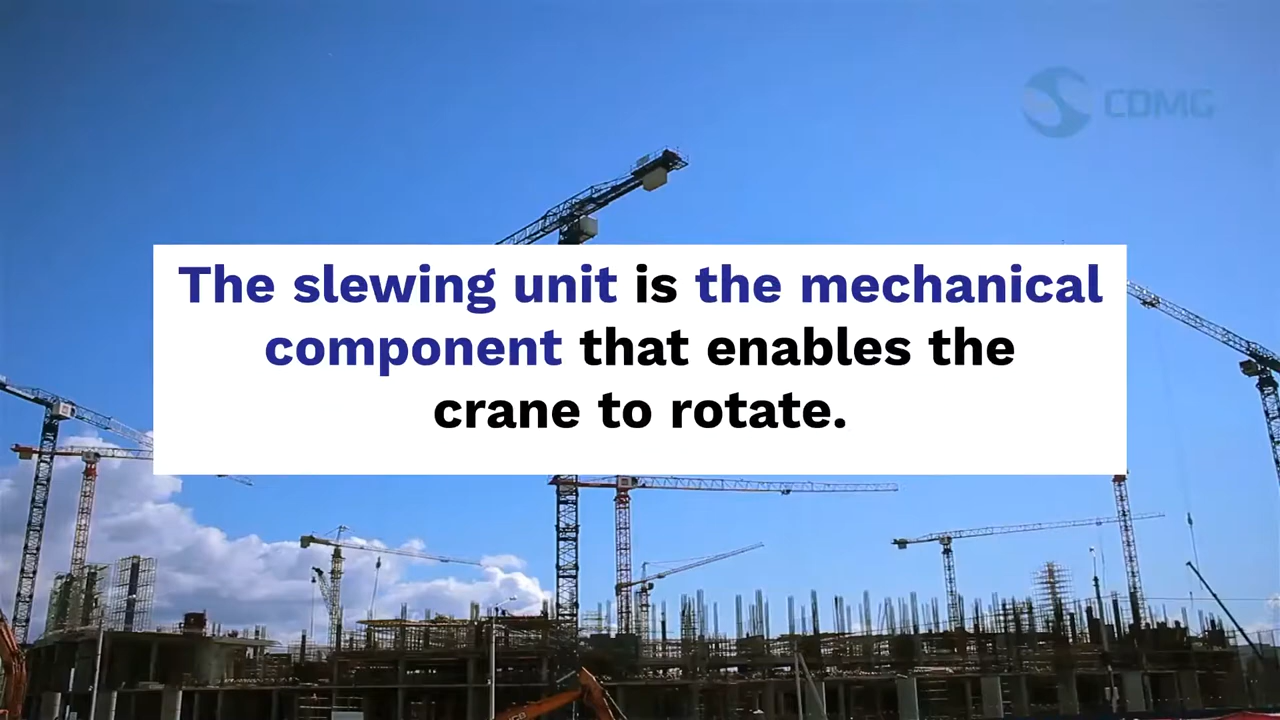 CDMG
The slewing unit is the mechanical
component that enables the
crane to rotate.